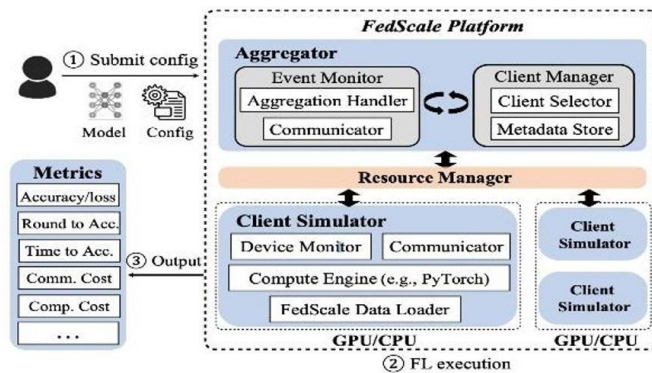 FedScale Platform
① Submit config
Model
Config
Aggregator
Event Monitor
Aggregation Handler
Communicator
Client Manager
Client Selector
Metadata Store
Resource Manager
Metrics
Accuracy/loss
Round to Acc.
Time to Acc.
Comm. Cost
Comp. Cost
...
③ Output
Client Simulator
Device Monitor
Communicator
Compute Engine (e.g., PyTorch)
FedScale Data Loader
GPU/CPU
Client
Simulator
Client
Simulator
GPU/CPU
② FL execution